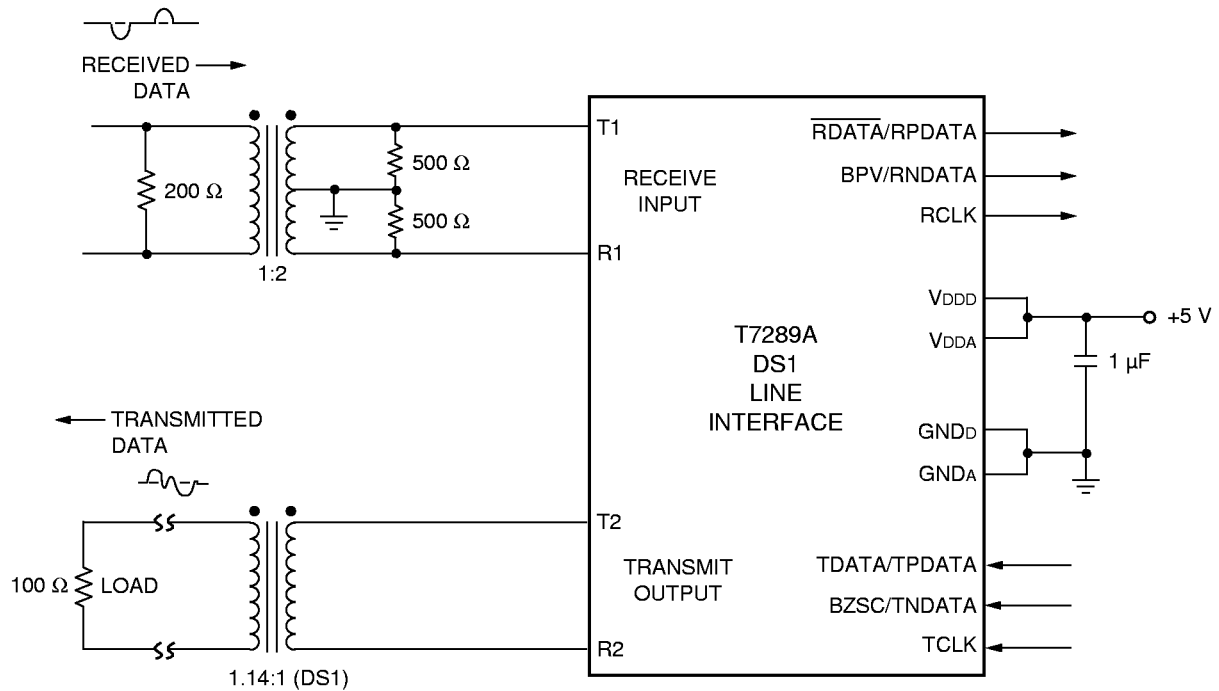 RECEIVED
DATA
200 Ω
1:2
500 Ω
500 Ω
T1
R1
RECEIVE
INPUT
RDATA/RPDATA
BPV/RNDATA
RCLK
VDDD
VDDA
+5 V
1 µF
GNDD
GNDA
T7289A
DS1
LINE
INTERFACE
TRANSMITTED
DATA
100 Ω
LOAD
1.14:1 (DS1)
T2
R2
TRANSMIT
OUTPUT
TDATA/TPDATA
BZSC/TNDATA
TCLK